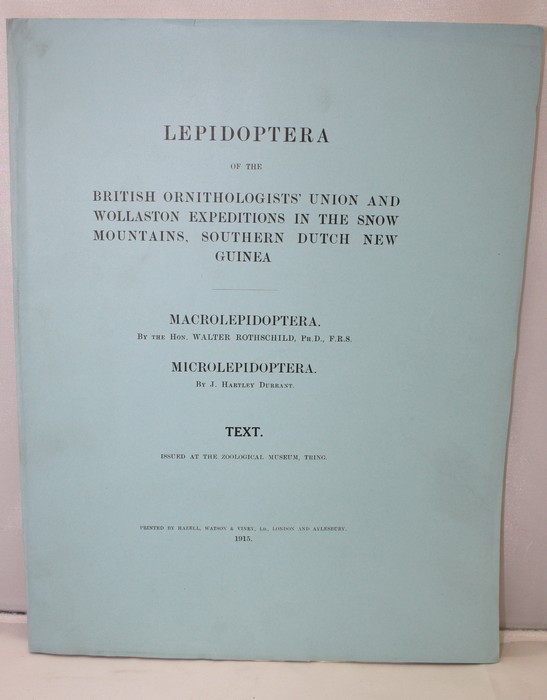 LEPIDOPTERA
OF THE
BRITISH ORNITHOLOGISTS' UNION AND
WOLLASTON EXPEDITIONS IN THE SNOW
MOUNTAINS, SOUTHERN DUTCH NEW
GUINEA
MACROLEPIDOPTERA.
BY THE HON. WALTER ROTHSCHILD, PH.D., F.R.S.
MICROLEPIDOPTERA.
BY J. HARTLEY DURRANT.
TEXT.
ISSUED AT THE ZOOLOGICAL MUSEUM, TRING.
PRINTED BY HAZELL, WATSON & VINEY, LD., LONDON AND AYLESBURY.
1915.